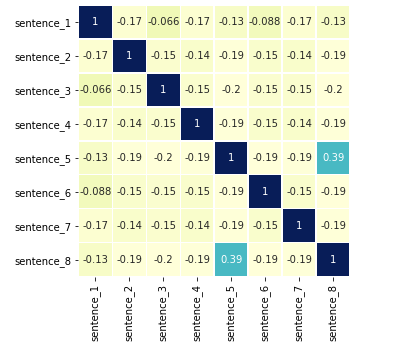 sentence_1 1 -0.17 -0.066 -0.17 -0.13 -0.088 -0.17 -0.13
sentence_2 -0.17 1 -0.15 -0.14 -0.19 -0.15 -0.14 -0.19
sentence_3 -0.066 -0.15 1 -0.15 -0.2 -0.15 -0.15 -0.2
sentence_4 -0.17 -0.14 -0.15 1 -0.19 -0.15 -0.14 -0.19
sentence_5 -0.13 -0.19 -0.2 -0.19 1 -0.19 -0.19 0.39
sentence_6 -0.088 -0.15 -0.15 -0.15 -0.19 1 -0.15 -0.19
sentence_7 -0.17 -0.14 -0.15 -0.14 -0.19 -0.15 1 -0.19
sentence_8 -0.13 -0.19 -0.2 -0.19 0.39 -0.19 -0.19 1
sentence_1 sentence_2 sentence_3 sentence_4 sentence_5 sentence_6 sentence_7 sentence_8